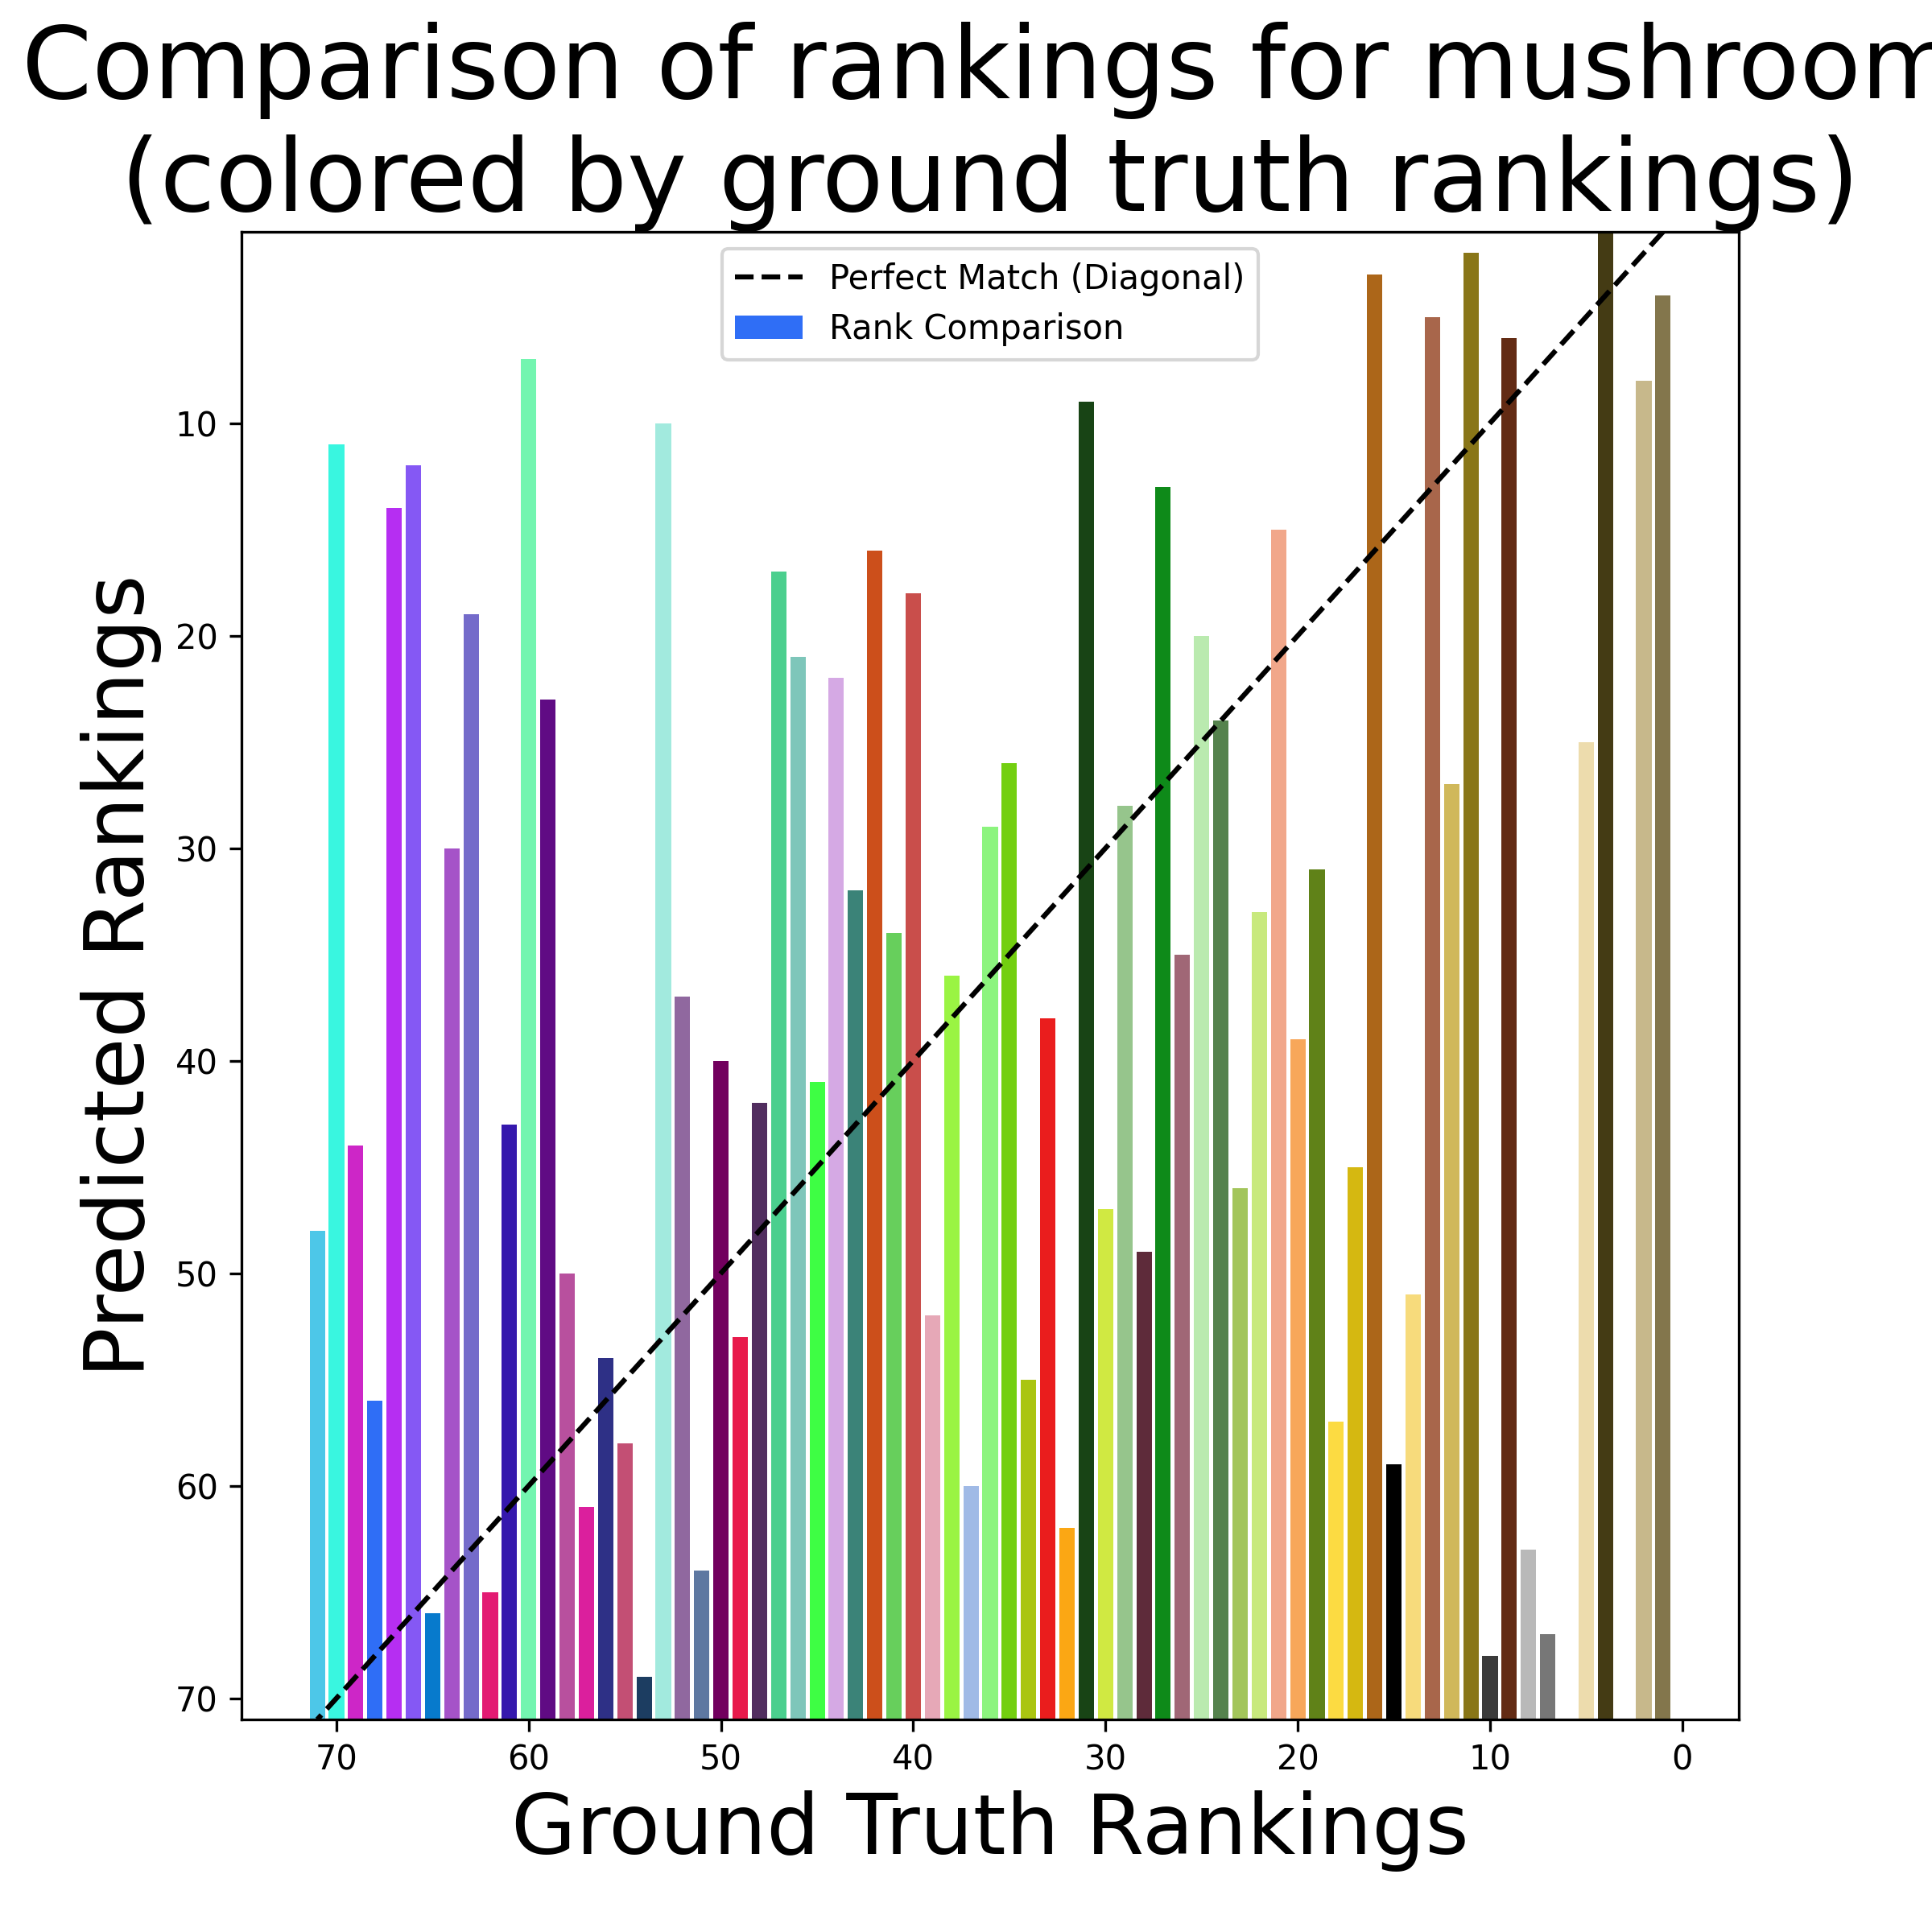 Comparison of rankings for mushroom
(colored by ground truth rankings)
Perfect Match (Diagonal)
Rank Comparison
10
20
30
40
50
60
70
Predicted Rankings
70 60 50 40 30 20 10 0
Ground Truth Rankings